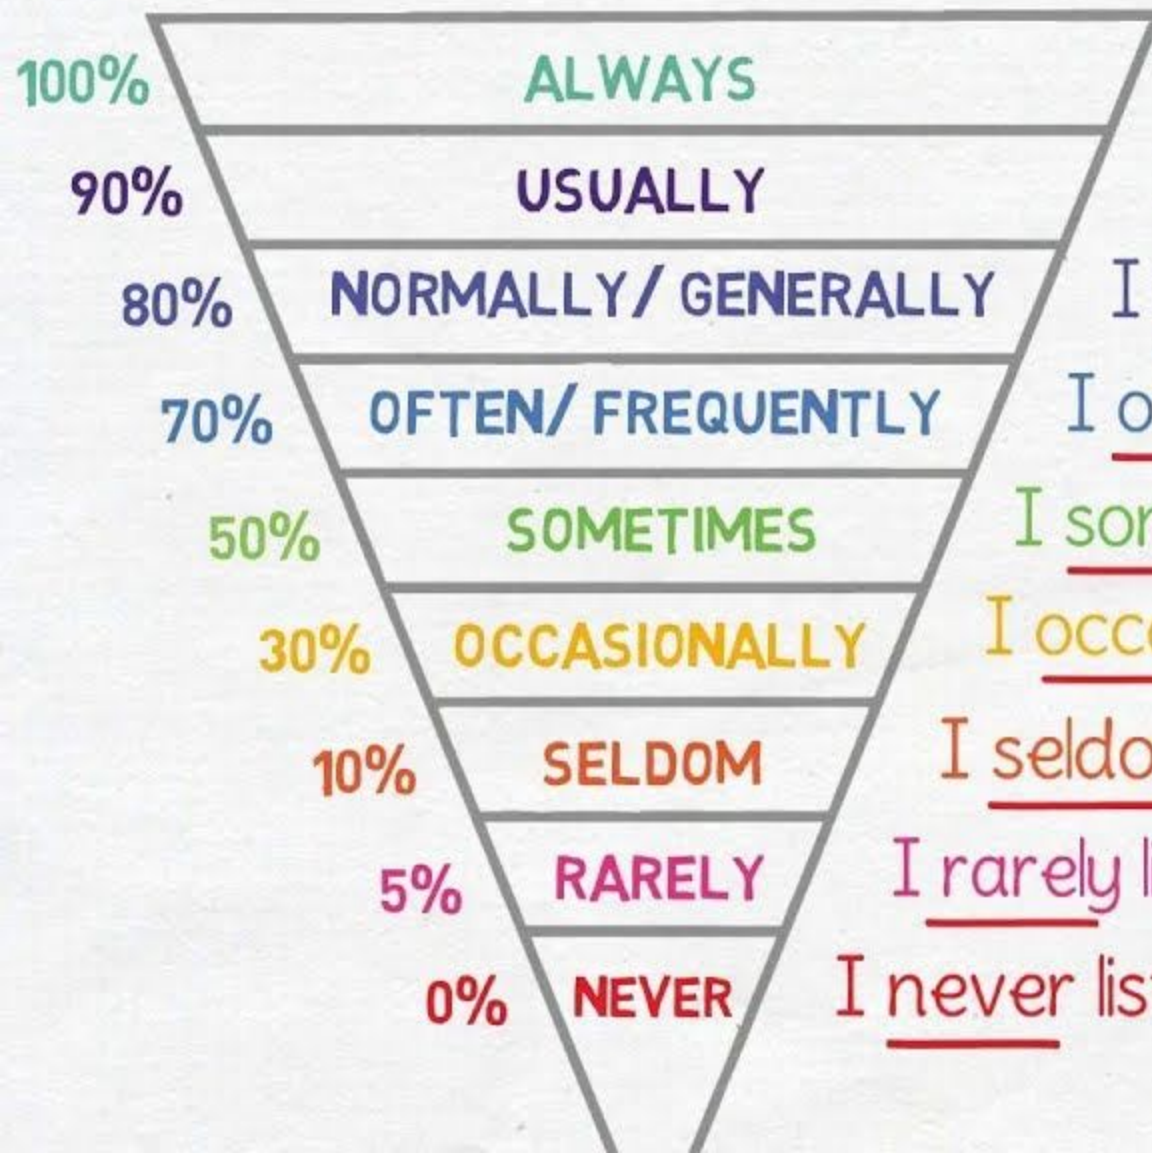 100% ALWAYS
90% USUALLY
80% NORMALLY/ GENERALLY I
70% OFTEN/ FREQUENTLY I
50% SOMETIMES I
30% OCCASIONALLY I
10% SELDOM I
5% RARELY I rarely
0% NEVER I never